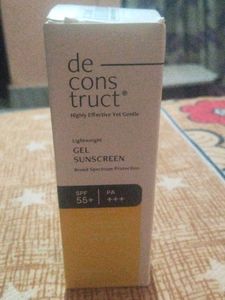 de
cons
truct®
Highly Effective Yet Gentle
Lightweight
GEL
SUNSCREEN
Broad Spectrum Protection
SPF
55+
PA
+++